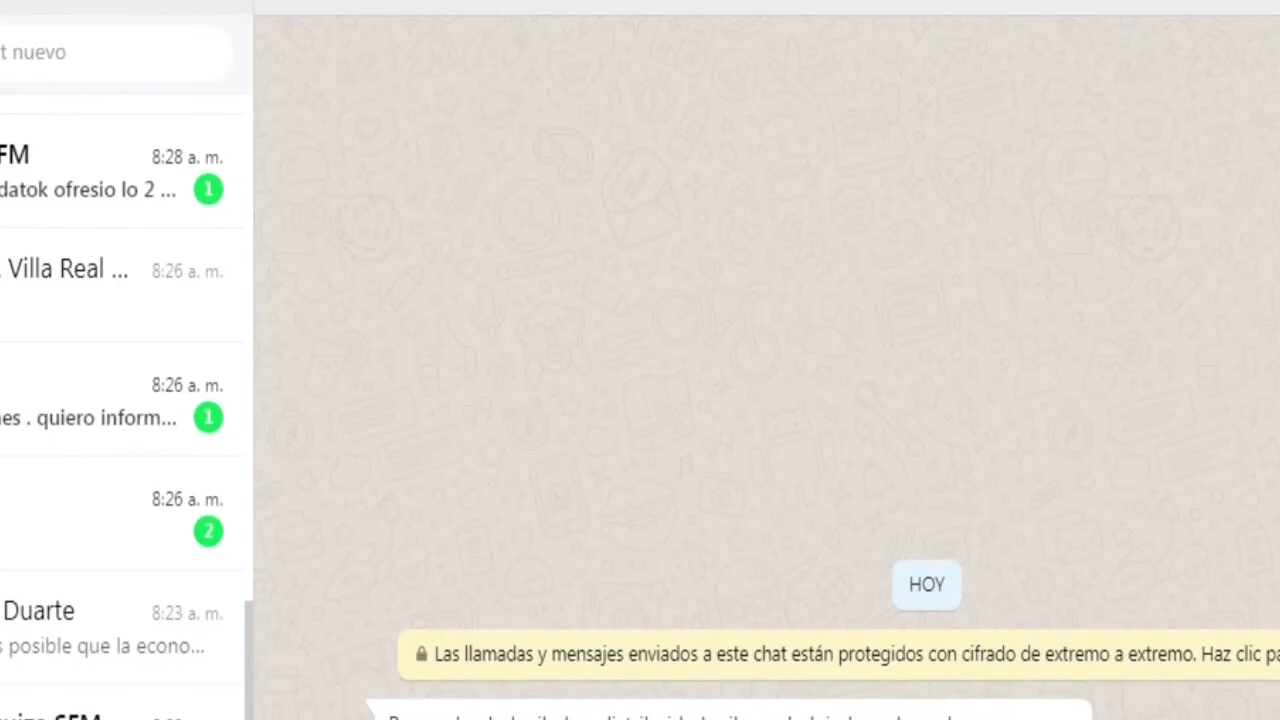 t nuevo
FM
8:28 a. m.
datok ofresio lo 2 ...
1
Villa Real ...
8:26 a. m.
8:26 a. m.
nes . quiero inform...
1
8:26 a. m.
2
Duarte
8:23 a. m.
s posible que la econo...
HOY
Las llamadas y mensajes enviados a este chat están protegidos con cifrado de extremo a extremo. Haz clic pa